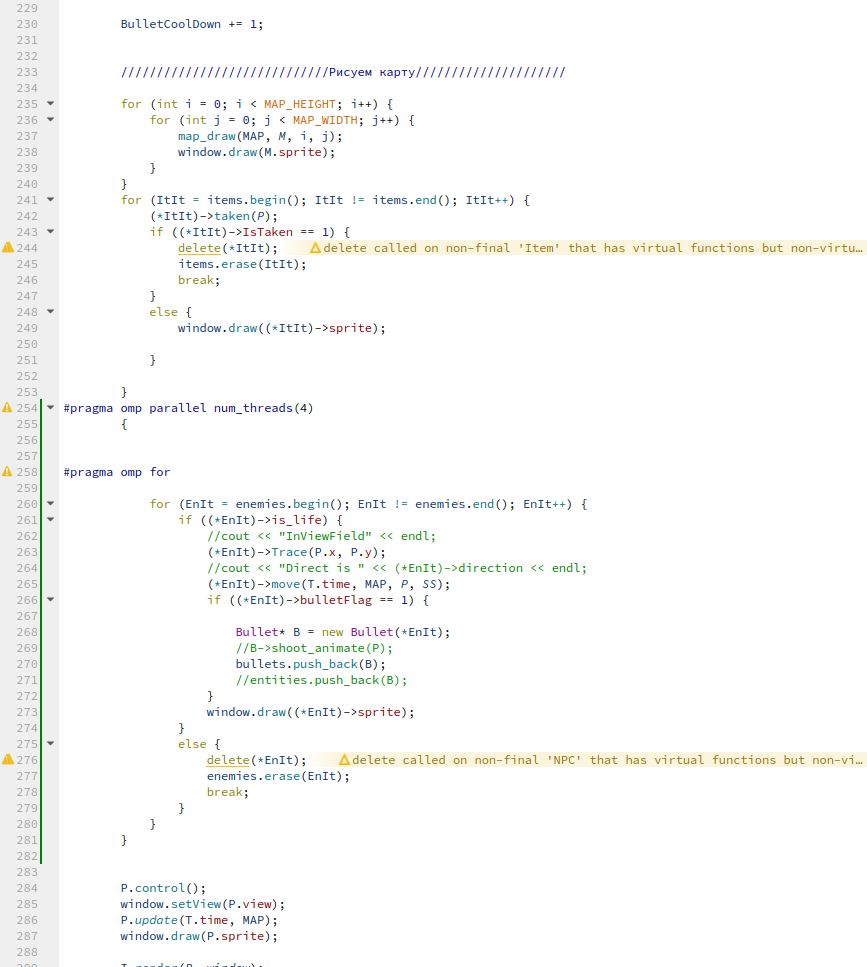 229
230 BulletCoolDown += 1;
231
232
233 /////////////////////////////Рисуем карту/////////////////////
234
235 for (int i = 0; i < MAP_HEIGHT; i++) {
236 for (int j = 0; j < MAP_WIDTH; j++) {
237 map_draw(MAP, M, i, j);
238 window.draw(M.sprite);
239 }
240 }
241 for (ItIt = items.begin(); ItIt != items.end(); ItIt++) {
242 (*ItIt)->taken(P);
243 if ((*ItIt)->IsTaken == 1) {
244 delete(*ItIt); delete called on non-final 'Item' that has virtual functions but non-virtu…
245 items.erase(ItIt);
246 break;
247 }
248 else {
249 window.draw((*ItIt)->sprite);
250
251 }
252
253 }
254 #pragma omp parallel num_threads(4)
255 {
256
257
258 #pragma omp for
259
260 for (EnIt = enemies.begin(); EnIt != enemies.end(); EnIt++) {
261 if ((*EnIt)->is_life) {
262 //cout << "InViewField" << endl;
263 (*EnIt)->Trace(P.x, P.y);
264 //cout << "Direct is " << (*EnIt)->direction << endl;
265 (*EnIt)->move(T.time, MAP, P, SS);
266 if ((*EnIt)->bulletFlag == 1) {
267
268 Bullet* B = new Bullet(*EnIt);
269 //B->shoot_animate(P);
270 bullets.push_back(B);
271 //entities.push_back(B);
272 }
273 window.draw((*EnIt)->sprite);
274 }
275 else {
276 delete(*EnIt); delete called on non-final 'NPC' that has virtual functions but non-vi…
277 enemies.erase(EnIt);
278 break;
279 }
280 }
281 }
282
283
284 P.control();
285 window.setView(P.view);
286 P.update(T.time, MAP);
287 window.draw(P.sprite);
288